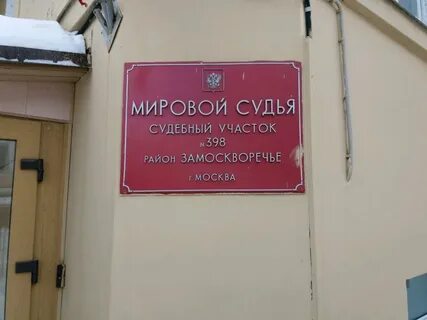 МИРОВОЙ СУДЬЯ
СУДЕБНЫЙ УЧАСТОК
№398
РАЙОН ЗАМОСКВОРЕЧЬЕ
г. МОСКВА